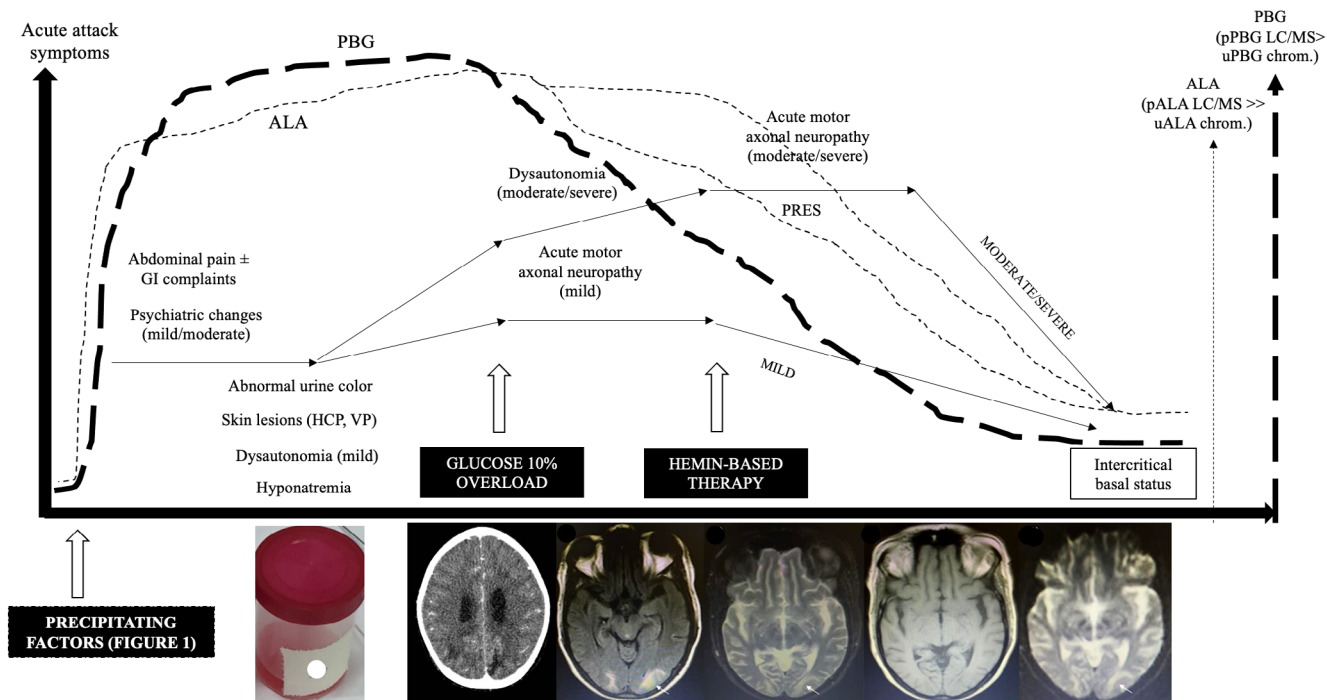 Acute attack
symptoms
PBG
ALA
PBG
(pPBG LC/MS>
uPBG chrom.)
ALA
(pALA LC/MS >>
uALA chrom.)
Acute motor
axonal neuropathy
(moderate/severe)
Dysautonomia
(moderate/severe)
PRES
Abdominal pain ±
GI complaints
Psychiatric changes
(mild/moderate)
Acute motor
axonal neuropathy
(mild)
MODERATE/SEVERE
MILD
Abnormal urine color
Skin lesions (HCP, VP)
Dysautonomia (mild)
Hyponatremia
GLUCOSE 10%
OVERLOAD
HEMIN-BASED
THERAPY
Intercritical
basal status
PRECIPITATING
FACTORS (FIGURE 1)